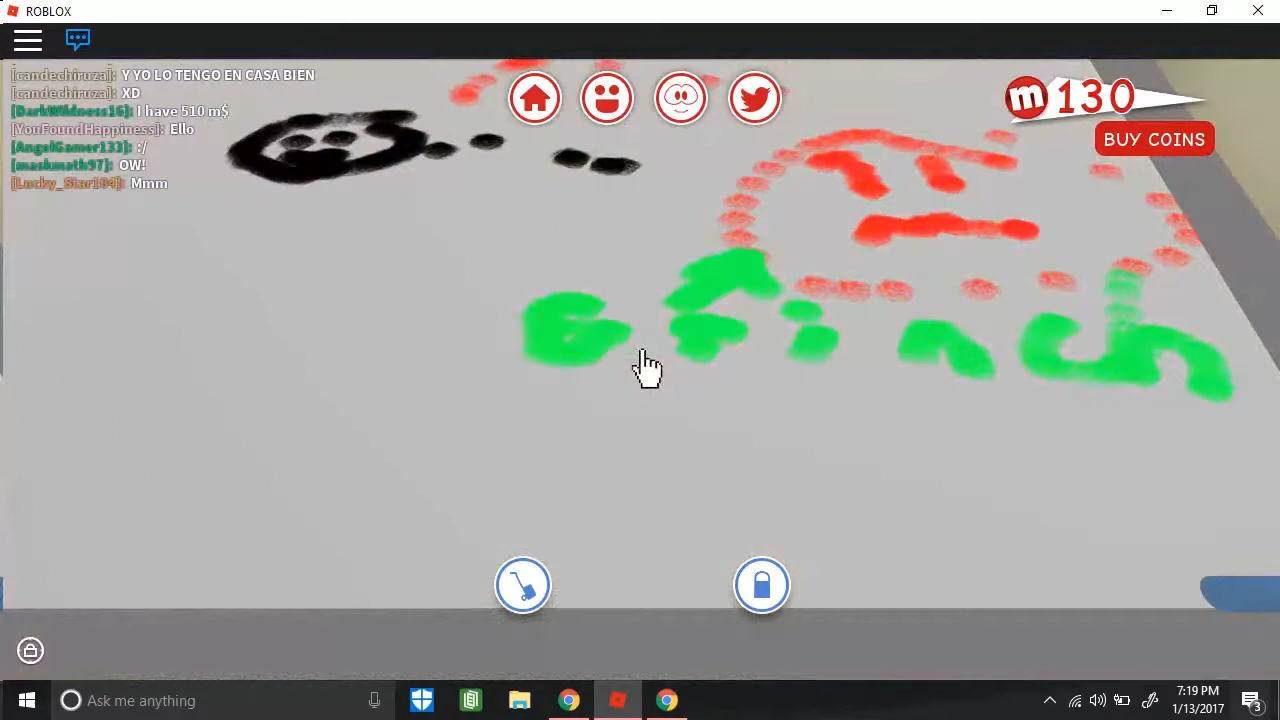 ROBLOX
[candechiruza]: Y YO LO TENGO EN CASA BIEN
[candechiruza]: XD
[DarkWildness16]: I have 510 m$
[YouFoundHappiness]: Ello
[AngelGamer133]: :/
[maskmath97]: OW!
[Lucky_Star104]: Mmm
m 130
BUY COINS
Ask me anything
7:19 PM
1/13/2017
3